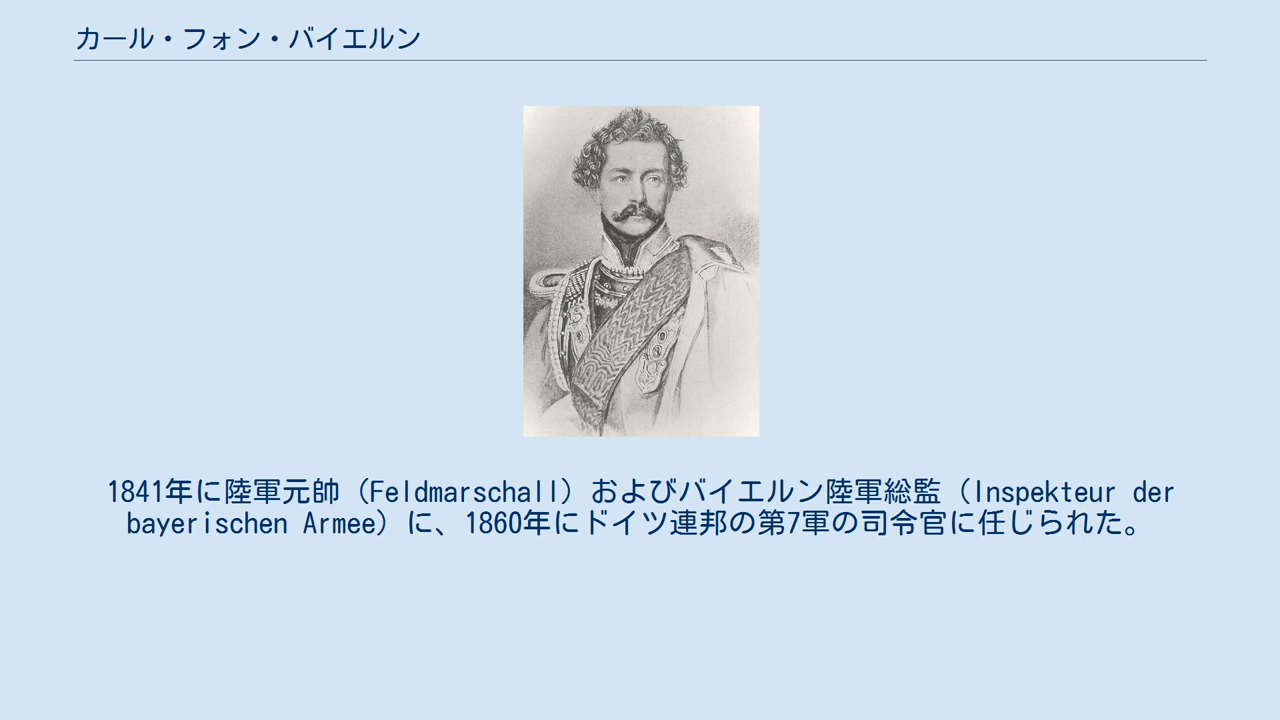 カール・フォン・バイエルン
1841年に陸軍元帥（Feldmarschall）およびバイエルン陸軍総監（Inspekteur der
bayerischen Armee）に、1860年にドイツ連邦の第7軍の司令官に任じられた。